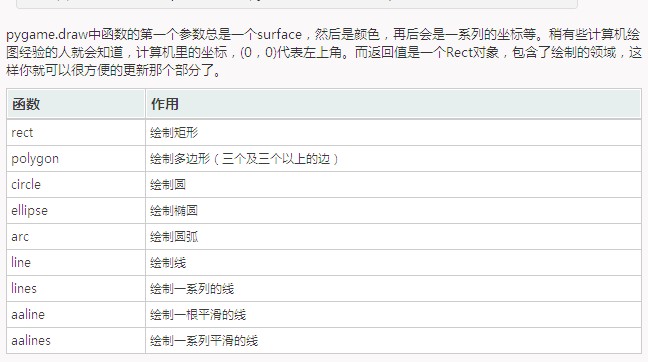 pygame.draw中函数的第一个参数总是一个surface，然后是颜色，再后会是一系列的坐标等。稍有些计算机绘
图经验的人就会知道，计算机里的坐标，(0，0)代表左上角。而返回值是一个Rect对象，包含了绘制的领域，这
样你就可以很方便的更新那个部分了。
函数 作用
rect 绘制矩形
polygon 绘制多边形（三个及三个以上的边）
circle 绘制圆
ellipse 绘制椭圆
arc 绘制圆弧
line 绘制线
lines 绘制一系列的线
aaline 绘制一根平滑的线
aalines 绘制一系列平滑的线